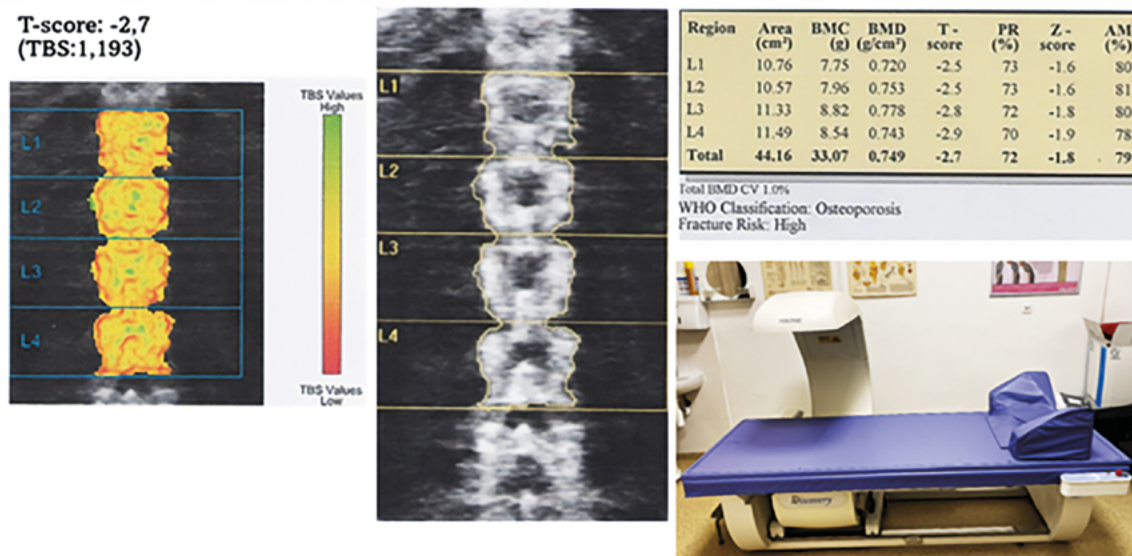 T-score: -2,7
(TBS:1,193)
TBS Values
High
L1
L2
L3
L4
TBS Values
Low
L1
L2
L3
L4
Region Area (cm²) BMC (g) BMD (g/cm²) T - score PR (%) Z - score AM (%)
L1 10.76 7.75 0.720 -2.5 73 -1.6 80
L2 10.57 7.96 0.753 -2.5 73 -1.6 81
L3 11.33 8.82 0.778 -2.8 72 -1.8 80
L4 11.49 8.54 0.743 -2.9 70 -1.9 78
Total 44.16 33.07 0.749 -2.7 72 -1.8 79
Total BMD CV 1.0%
WHO Classification: Osteoporosis
Fracture Risk: High
Discovery